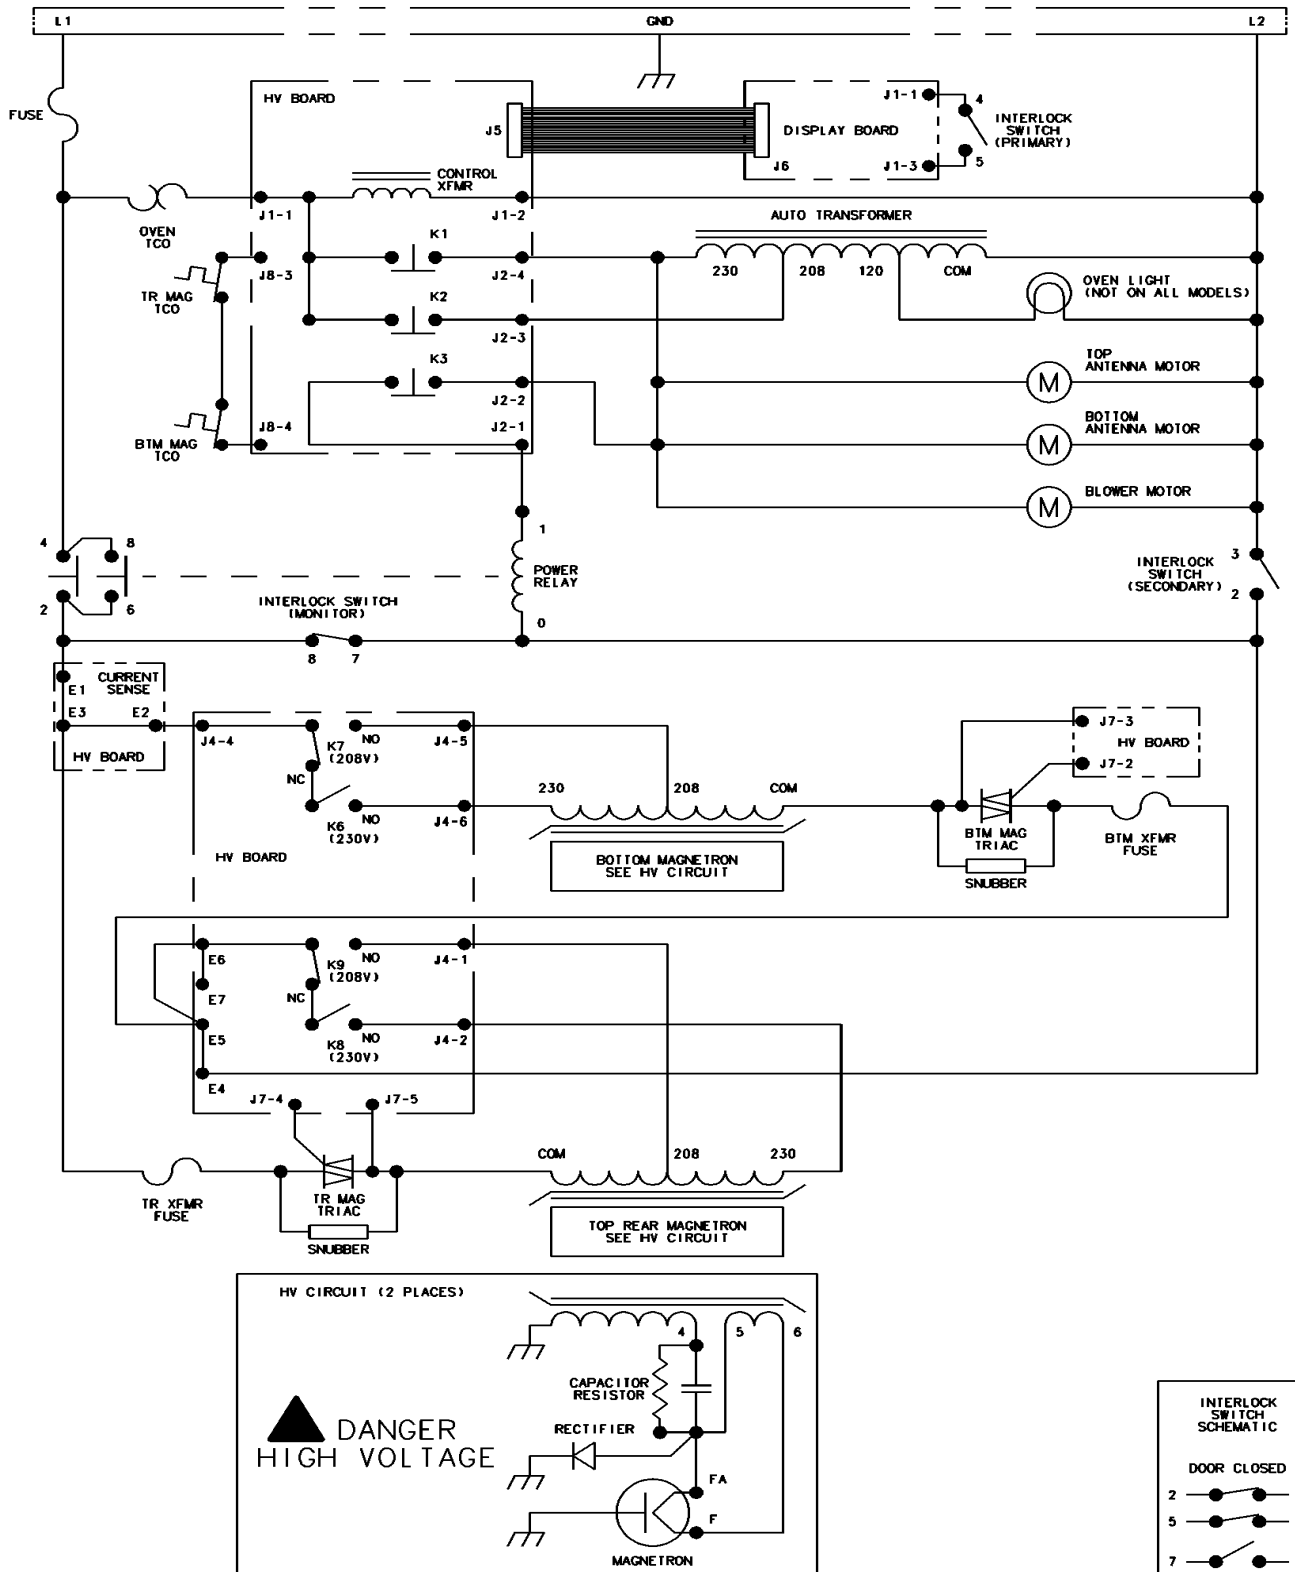 L1
GND
L2
FUSE
HV BOARD
J5
J6
DISPLAY BOARD
J1-1
J1-3
4
5
INTERLOCK
SWITCH
(PRIMARY)
CONTROL
XFMR
J1-1
J1-2
OVEN
TCO
AUTO TRANSFORMER
230
208
120
COM
K1
J2-4
J8-3
TR MAG
TCO
K2
J2-3
OVEN LIGHT
(NOT ON ALL MODELS)
K3
J2-2
TOP
ANTENNA MOTOR
M
J8-4
BTM MAG
TCO
J2-1
BOTTOM
ANTENNA MOTOR
M
BLOWER MOTOR
M
4
8
2
6
1
POWER
RELAY
0
INTERLOCK
SWITCH
(SECONDARY)
3
2
INTERLOCK SWITCH
(MONITOR)
8
7
E1
CURRENT
SENSE
E3
E2
HV BOARD
J4-4
K7
(208V)
NO
J4-5
NC
K6
(230V)
NO
J4-6
HV BOARD
230
208
COM
BOTTOM MAGNETRON
SEE HV CIRCUIT
J7-3
HV BOARD
J7-2
BTM MAG
TRIAC
SNUBBER
BTM XFMR
FUSE
E6
E7
E5
E4
K9
(208V)
NO
J4-1
NC
K8
(230V)
NO
J4-2
J7-4
J7-5
TR XFMR
FUSE
TR MAG
TRIAC
SNUBBER
COM
208
230
TOP REAR MAGNETRON
SEE HV CIRCUIT
HV CIRCUIT (2 PLACES)
4
5
6
CAPACITOR
RESISTOR
RECTIFIER
DANGER
HIGH VOLTAGE
FA
F
MAGNETRON
INTERLOCK
SWITCH
SCHEMATIC
DOOR CLOSED
2
5
7